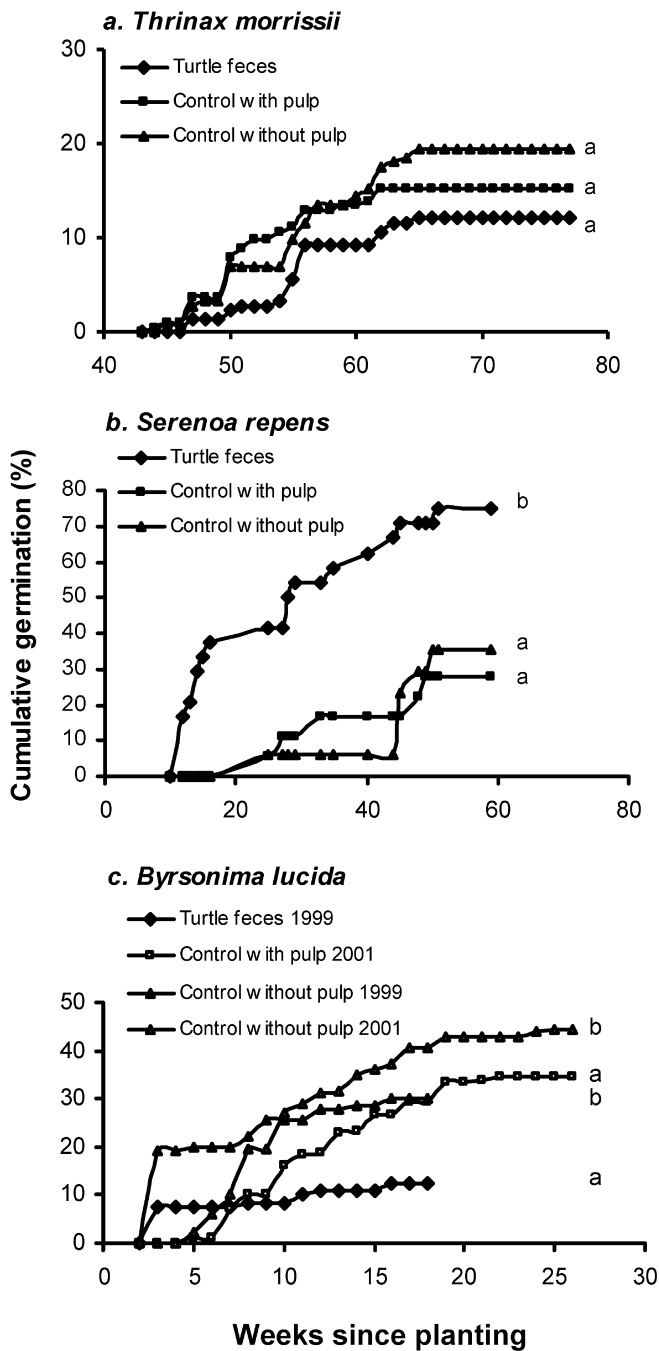 a. Thrinax morrissii
30
20
10
0
Turtle feces
Control with pulp
Control without pulp
a
a
a
40 50 60 70 80
b. Serenoa repens
Turtle feces
Control with pulp
Control without pulp
80
70
60
50
40
30
20
10
0
b
a
a
0 20 40 60 80
Cumulative germination (%)
c. Byrsonima lucida
Turtle feces 1999
Control with pulp 2001
Control without pulp 1999
Control without pulp 2001
50
40
30
20
10
0
b
a
b
a
0 5 10 15 20 25 30
Weeks since planting